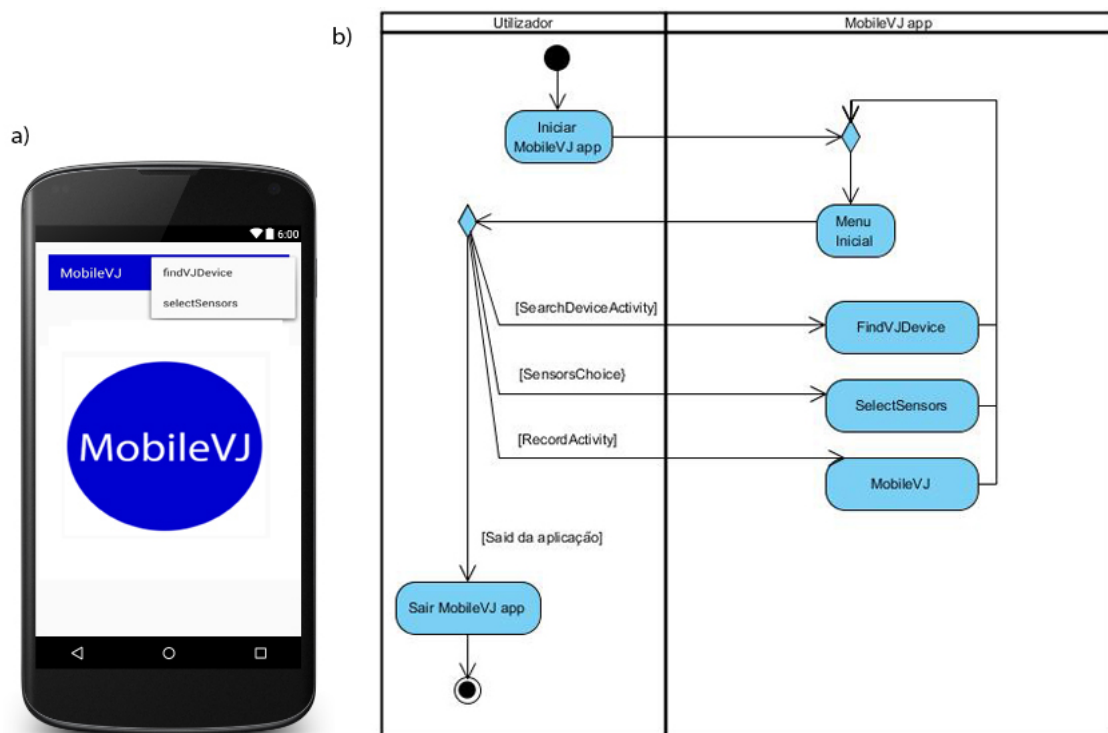 a)
6:00
MobileVJ
findVJDevice
selectSensors
MobileVJ
b)
Utilizador
MobileVJ app
Iniciar
MobileVJ app
Menu
Inicial
[SearchDeviceActivity]
FindVJDevice
[SensorsChoice}
SelectSensors
[RecordActivity]
MobileVJ
[Said da aplicação]
Sair MobileVJ app